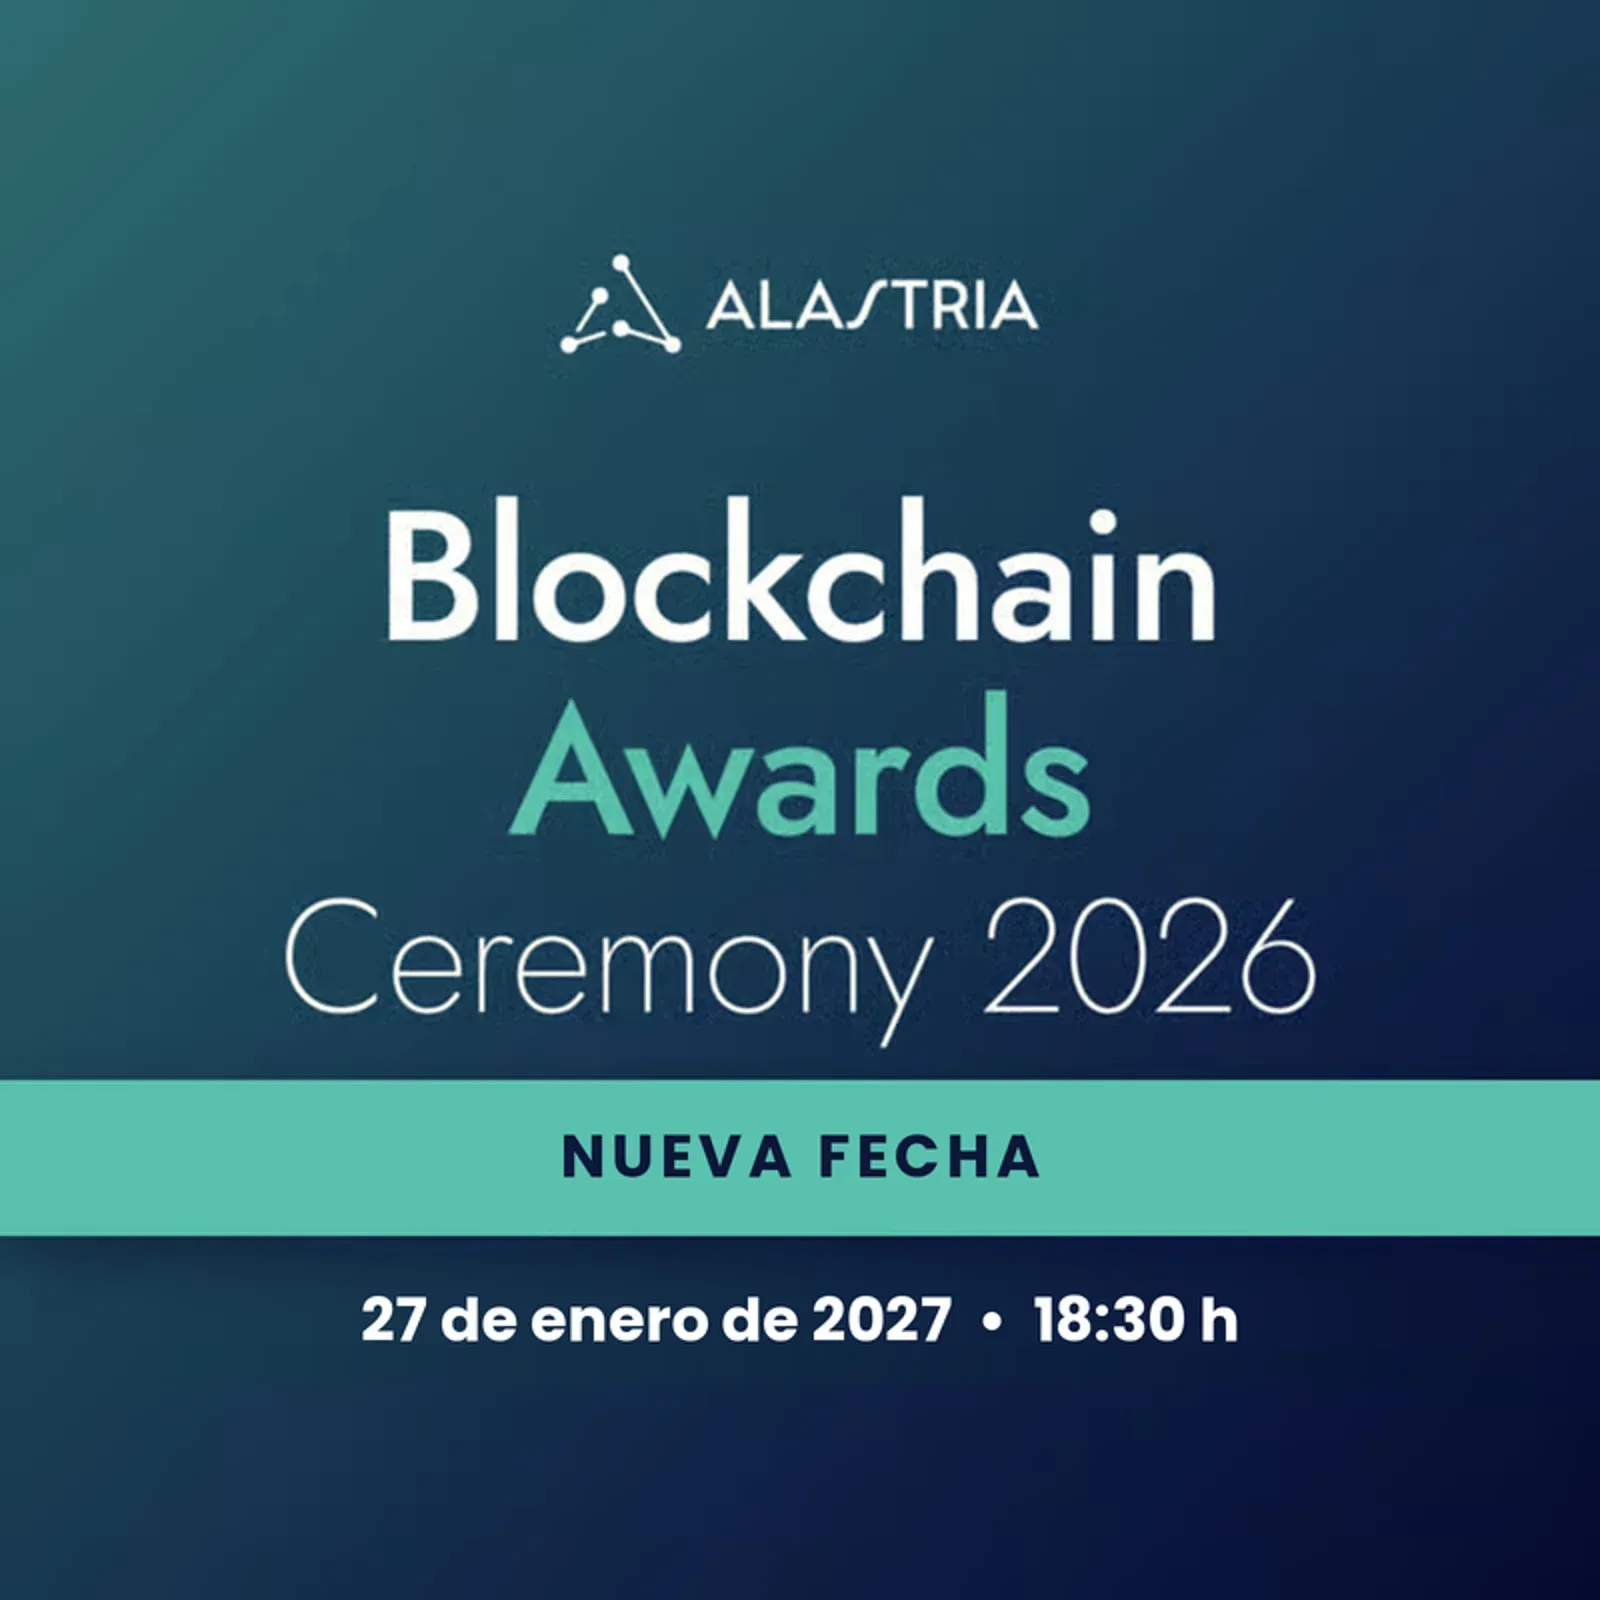 ALASTRIA
Blockchain
Awards
Ceremony 2026
NUEVA FECHA
27 de enero de 2027 • 18:30 h